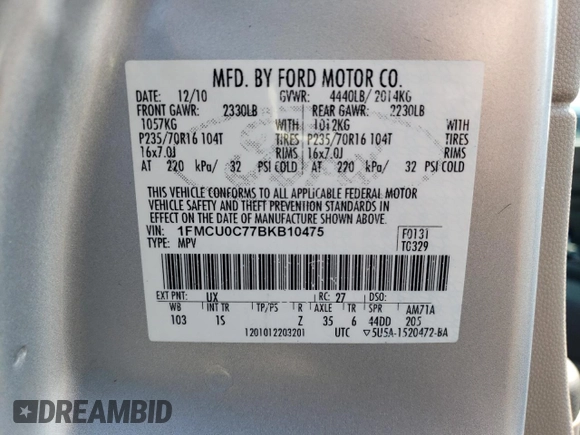 MFD. BY FORD MOTOR CO.
DATE: 12/10 GVWR: 4440LB/ 2014KG
FRONT GAWR: 2330LB REAR GAWR: 2230LB
1057KG WITH 1012KG WITH
P235/70R16 104T TIRES P235/70R16 104T TIRES
16x7.0J RIMS 16x7.0J RIMS
AT 220 kPa/ 32 PSI COLD AT 220 kPa/ 32 PSI COLD
THIS VEHICLE CONFORMS TO ALL APPLICABLE FEDERAL MOTOR
VEHICLE SAFETY AND THEFT PREVENTION STANDARDS IN
EFFECT ON THE DATE OF MANUFACTURE SHOWN ABOVE.
VIN: 1FMCU0C77BKB10475 F0131
TYPE: MPV T0329
EXT PNT: UX RC: 27 DSO:
WB INT TR TP/PS R AXLE TR SPR AM71A
103 1S Z 35 6 44DD 205
1201012203201 UTC ▽5U5A-1520472-BA
DREAMBID